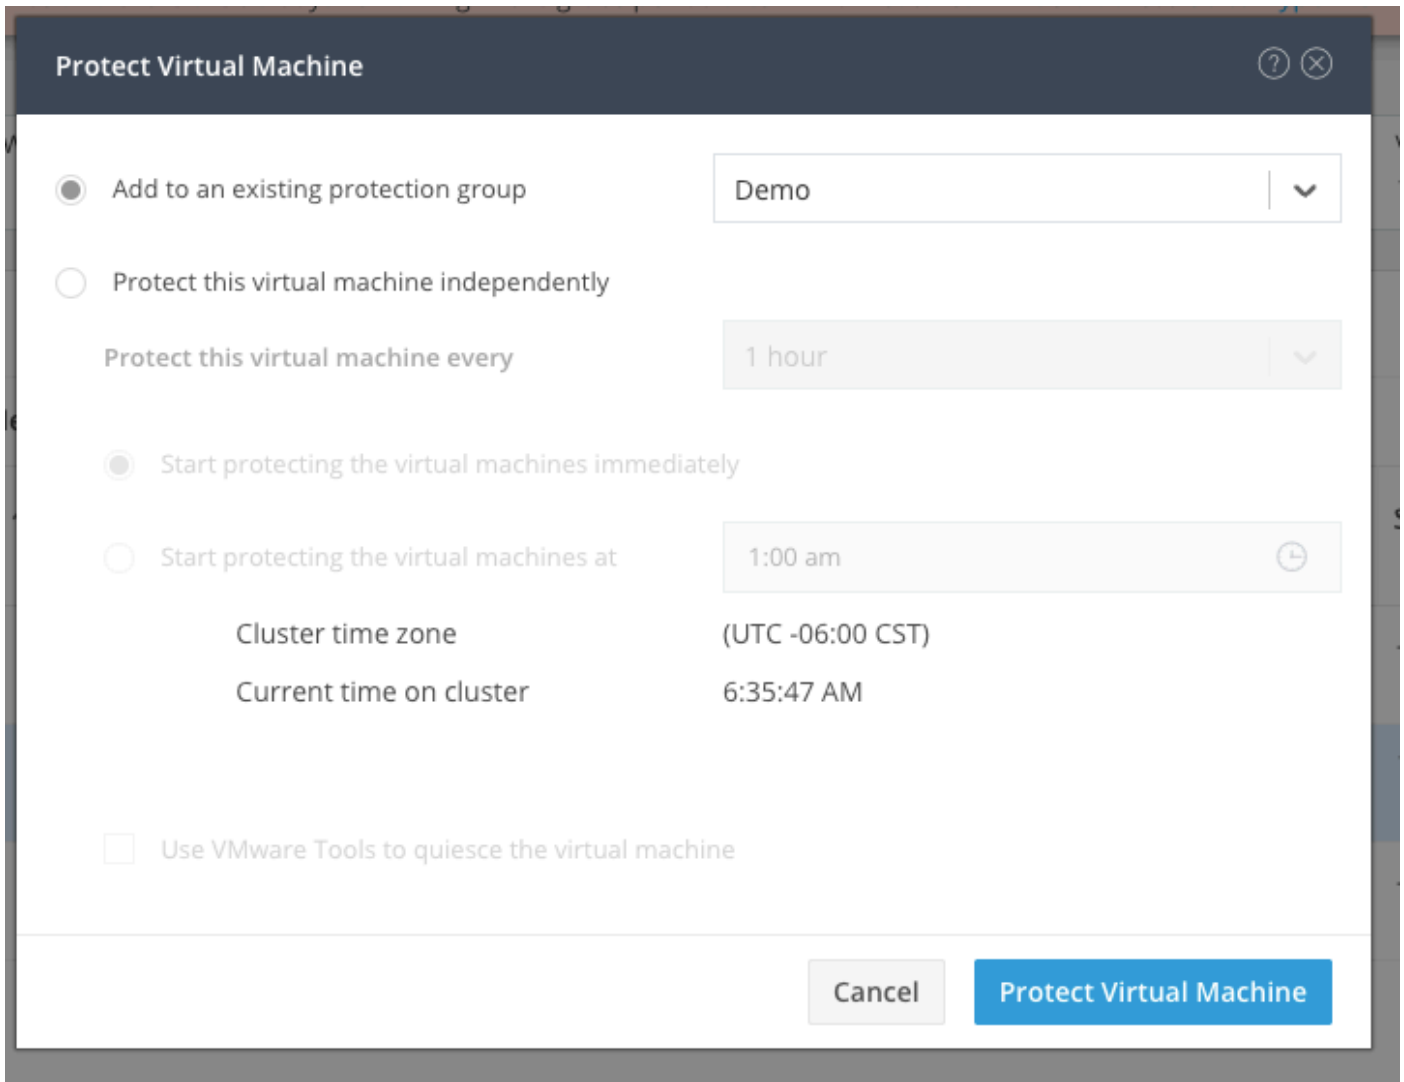 Protect Virtual Machine
Add to an existing protection group
Demo
Protect this virtual machine independently
Protect this virtual machine every
1 hour
Start protecting the virtual machines immediately
Start protecting the virtual machines at
1:00 am
Cluster time zone
(UTC -06:00 CST)
Current time on cluster
6:35:47 AM
Use VMware Tools to quiesce the virtual machine
Cancel
Protect Virtual Machine